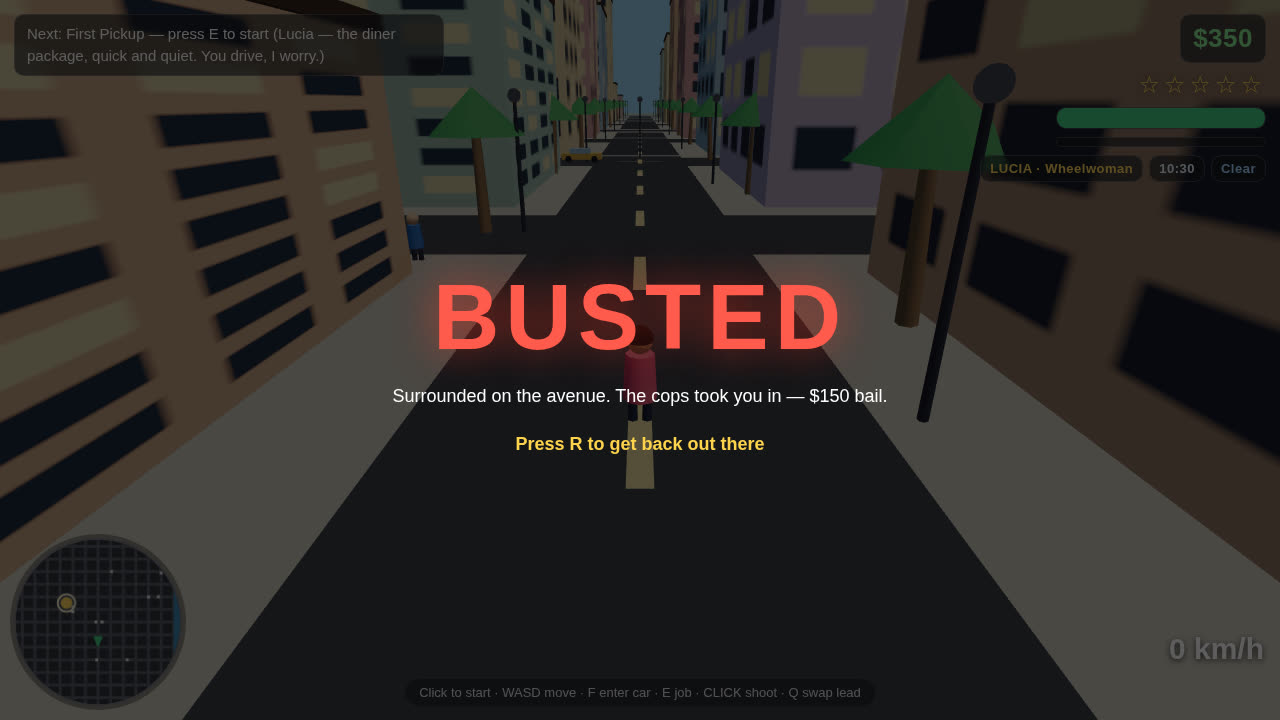 Next: First Pickup — press E to start (Lucia — the diner
package, quick and quiet. You drive, I worry.)
$350
☆☆☆☆☆
LUCIA · Wheelwoman
10:30
Clear
BUSTED
Surrounded on the avenue. The cops took you in — $150 bail.
Press R to get back out there
0 km/h
Click to start · WASD move · F enter car · E job · CLICK shoot · Q swap lead